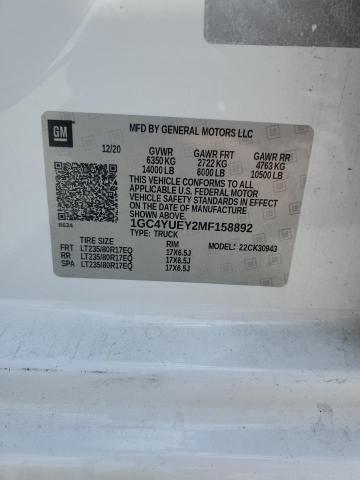 GM
MFD BY GENERAL MOTORS LLC
12/20 GVWR GAWR FRT GAWR RR
6350 KG 2722 KG 4763 KG
14000 LB 6000 LB 10500 LB
THIS VEHICLE CONFORMS TO ALL
APPLICABLE U.S. FEDERAL MOTOR
VEHICLE SAFETY STANDARDS IN
EFFECT ON THE DATE OF
MANUFACTURE SHOWN ABOVE.
1GC4YUEY2MF158892
TYPE: TRUCK
TIRE SIZE RIM 22CK30943
FRT LT235/80R17EQ 17X6.5J
RR LT235/80R17EQ 17X6.5J
SPA LT235/80R17EQ 17X6.5J